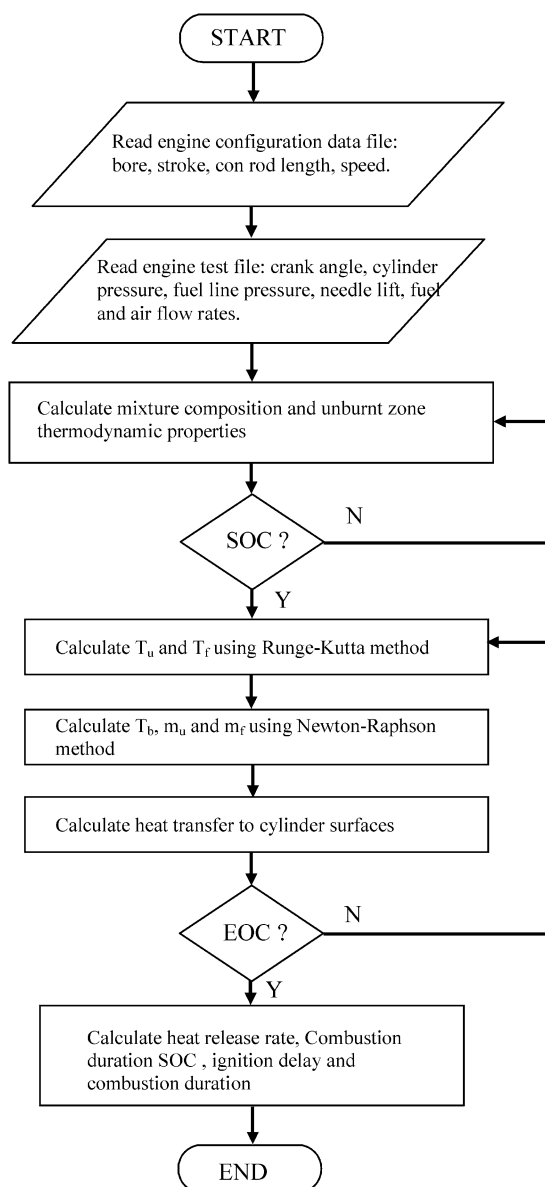 START
Read engine configuration data file:
bore, stroke, con rod length, speed.
Read engine test file: crank angle, cylinder
pressure, fuel line pressure, needle lift, fuel
and air flow rates.
Calculate mixture composition and unburnt zone
thermodynamic properties
SOC ?
N
Y
Calculate Tu and Tf using Runge-Kutta method
Calculate Tb, mu and mf using Newton-Raphson
method
Calculate heat transfer to cylinder surfaces
EOC ?
N
Y
Calculate heat release rate, Combustion
duration SOC , ignition delay and
combustion duration
END